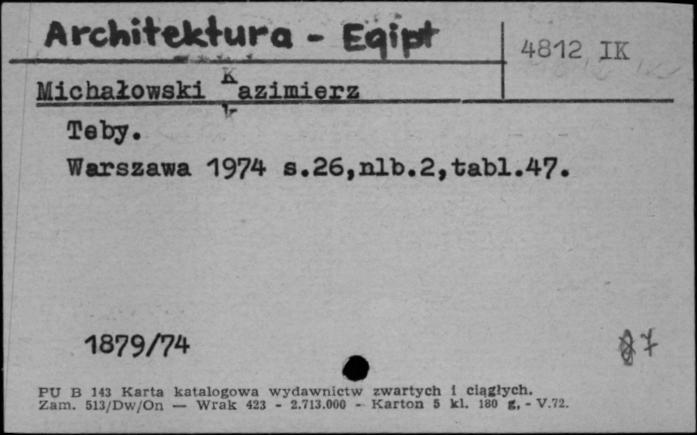 Architektura - Egipt
4812 IK
Michałowski Kazimierz
Teby.
Warszawa 1974 s.26,nlb.2,tabl.47.
1879/74
PU B 143 Karta katalogowa wydawnictw zwartych i ciągłych.
Zam. 513/Dw/On — Wrak 423 - 2.713.000 - Karton 5 kl. 180 g, - V.72.